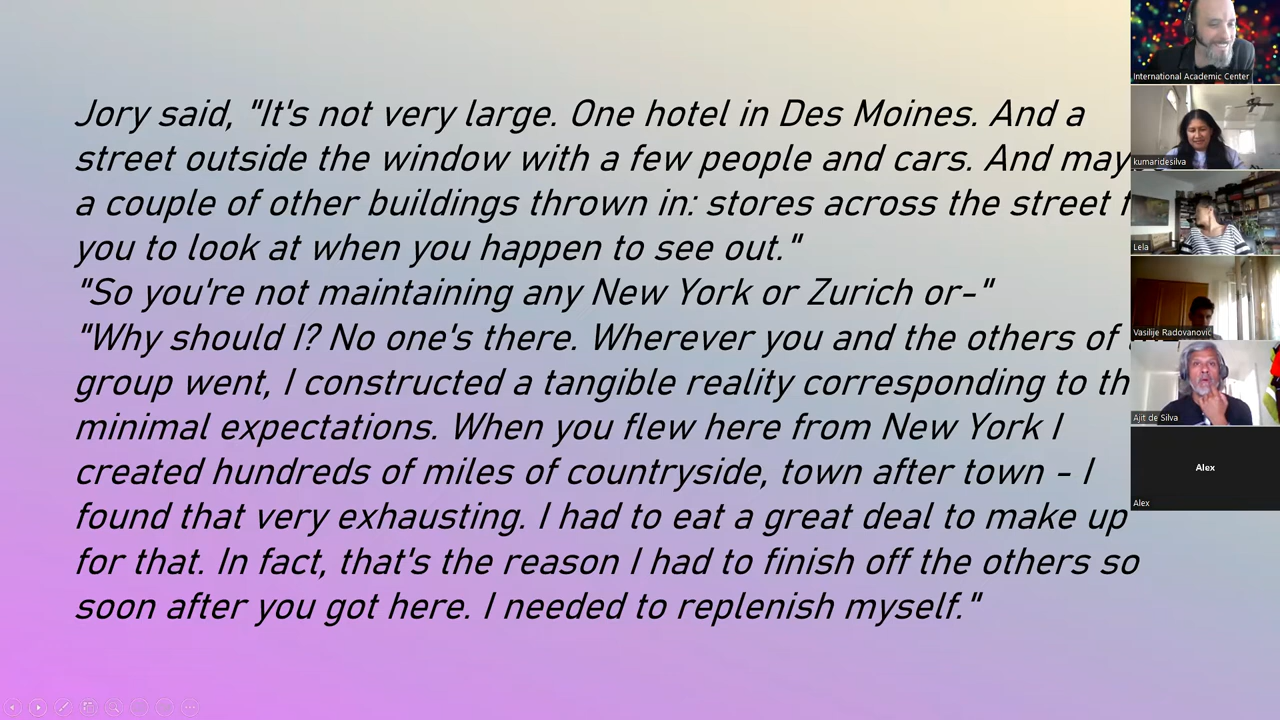 Jory said, "It's not very large. One hotel in Des Moines. And a
street outside the window with a few people and cars. And may
a couple of other buildings thrown in: stores across the street f
you to look at when you happen to see out."
"So you're not maintaining any New York or Zurich or-"
"Why should I? No one's there. Wherever you and the others of
group went, I constructed a tangible reality corresponding to th
minimal expectations. When you flew here from New York I
created hundreds of miles of countryside, town after town - I
found that very exhausting. I had to eat a great deal to make up
for that. In fact, that's the reason I had to finish off the others so
soon after you got here. I needed to replenish myself."
International Academic Center
kumaridesilva
Lela
Vasilije Radovanović
Ajit de Silva
Alex
Alex